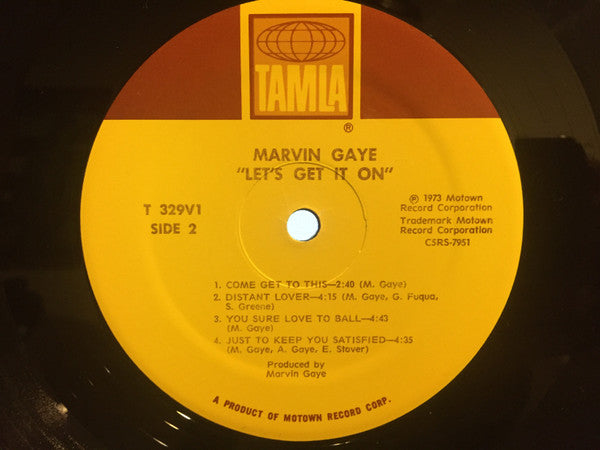 TAMLA
®
MARVIN GAYE
"LET'S GET IT ON"
T 329V1
SIDE 2
℗ 1973 Motown
Record Corporation
Trademark Motown
Record Corporation
CSRS-7951
1. COME GET TO THIS—2:40 (M. Gaye)
2. DISTANT LOVER—4:15 (M. Gaye, G. Fuqua,
S. Greene)
3. YOU SURE LOVE TO BALL—4:43
(M. Gaye)
4. JUST TO KEEP YOU SATISFIED—4:35
(M. Gaye, A. Gaye, E. Stover)
Produced by
Marvin Gaye
A PRODUCT OF MOTOWN RECORD CORP.